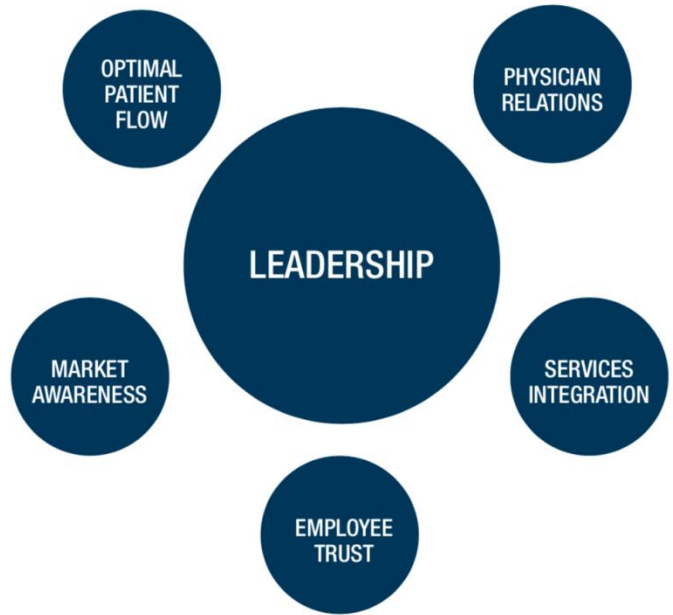 OPTIMAL
PATIENT
FLOW
PHYSICIAN
RELATIONS
LEADERSHIP
MARKET
AWARENESS
SERVICES
INTEGRATION
EMPLOYEE
TRUST